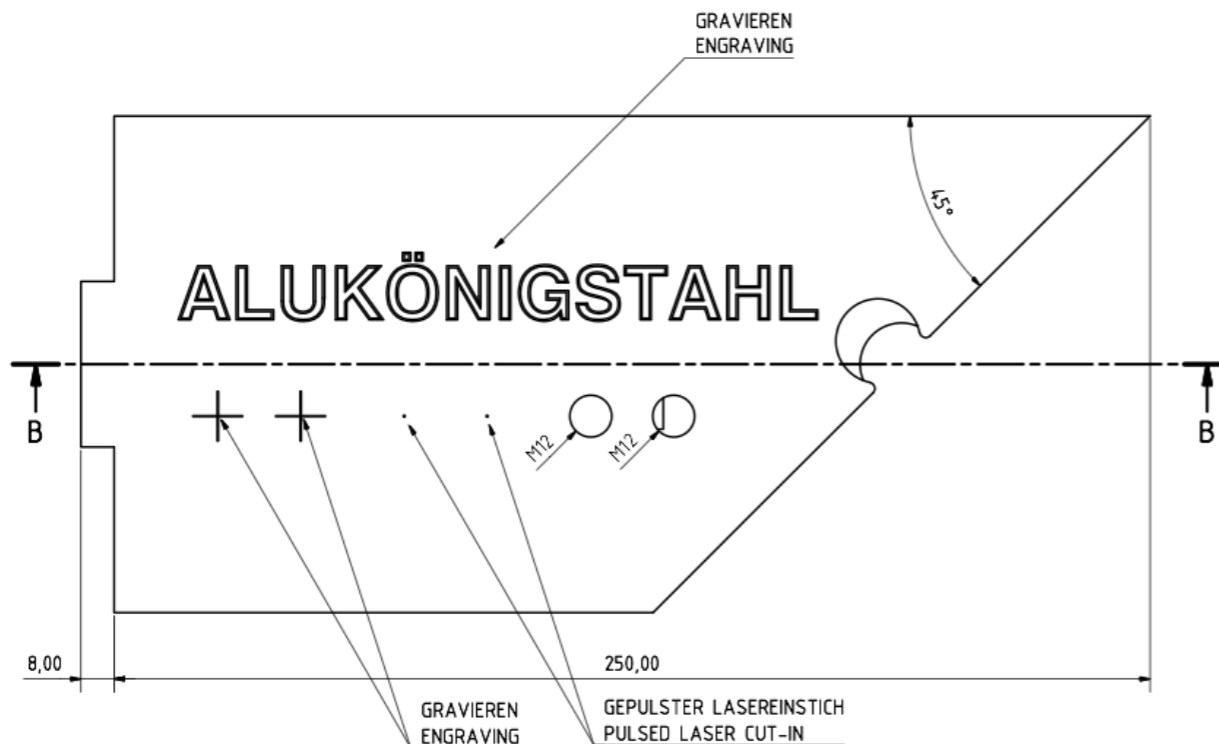 GRAVIEREN
ENGRAVING
45°
ALUKÖNIGSTAHL
B
B
M12
M12
8,00
250,00
GRAVIEREN
ENGRAVING
GEPULSTER LASEREINSTICH
PULSED LASER CUT-IN